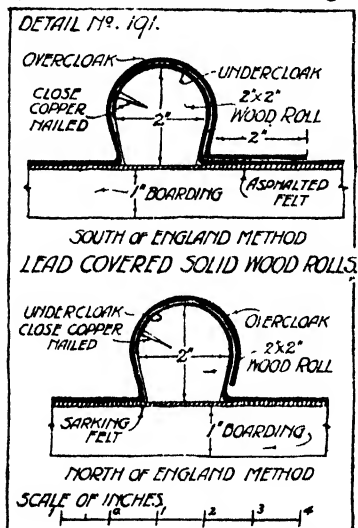 DETAIL Nº. 191.
OVERCLOAK
UNDERCLOAK
CLOSE
COPPER
NAILED
2"x2"
WOOD ROLL
2"
2"
1" BOARDING
ASPHALTED
FELT
SOUTH OF ENGLAND METHOD
LEAD COVERED SOLID WOOD ROLLS.
UNDERCLOAK
CLOSE COPPER
NAILED
OVERCLOAK
2"x2"
WOOD ROLL
2"
SARKING
FELT
1" BOARDING
NORTH OF ENGLAND METHOD
SCALE OF INCHES.
1 0 1 2 3 4